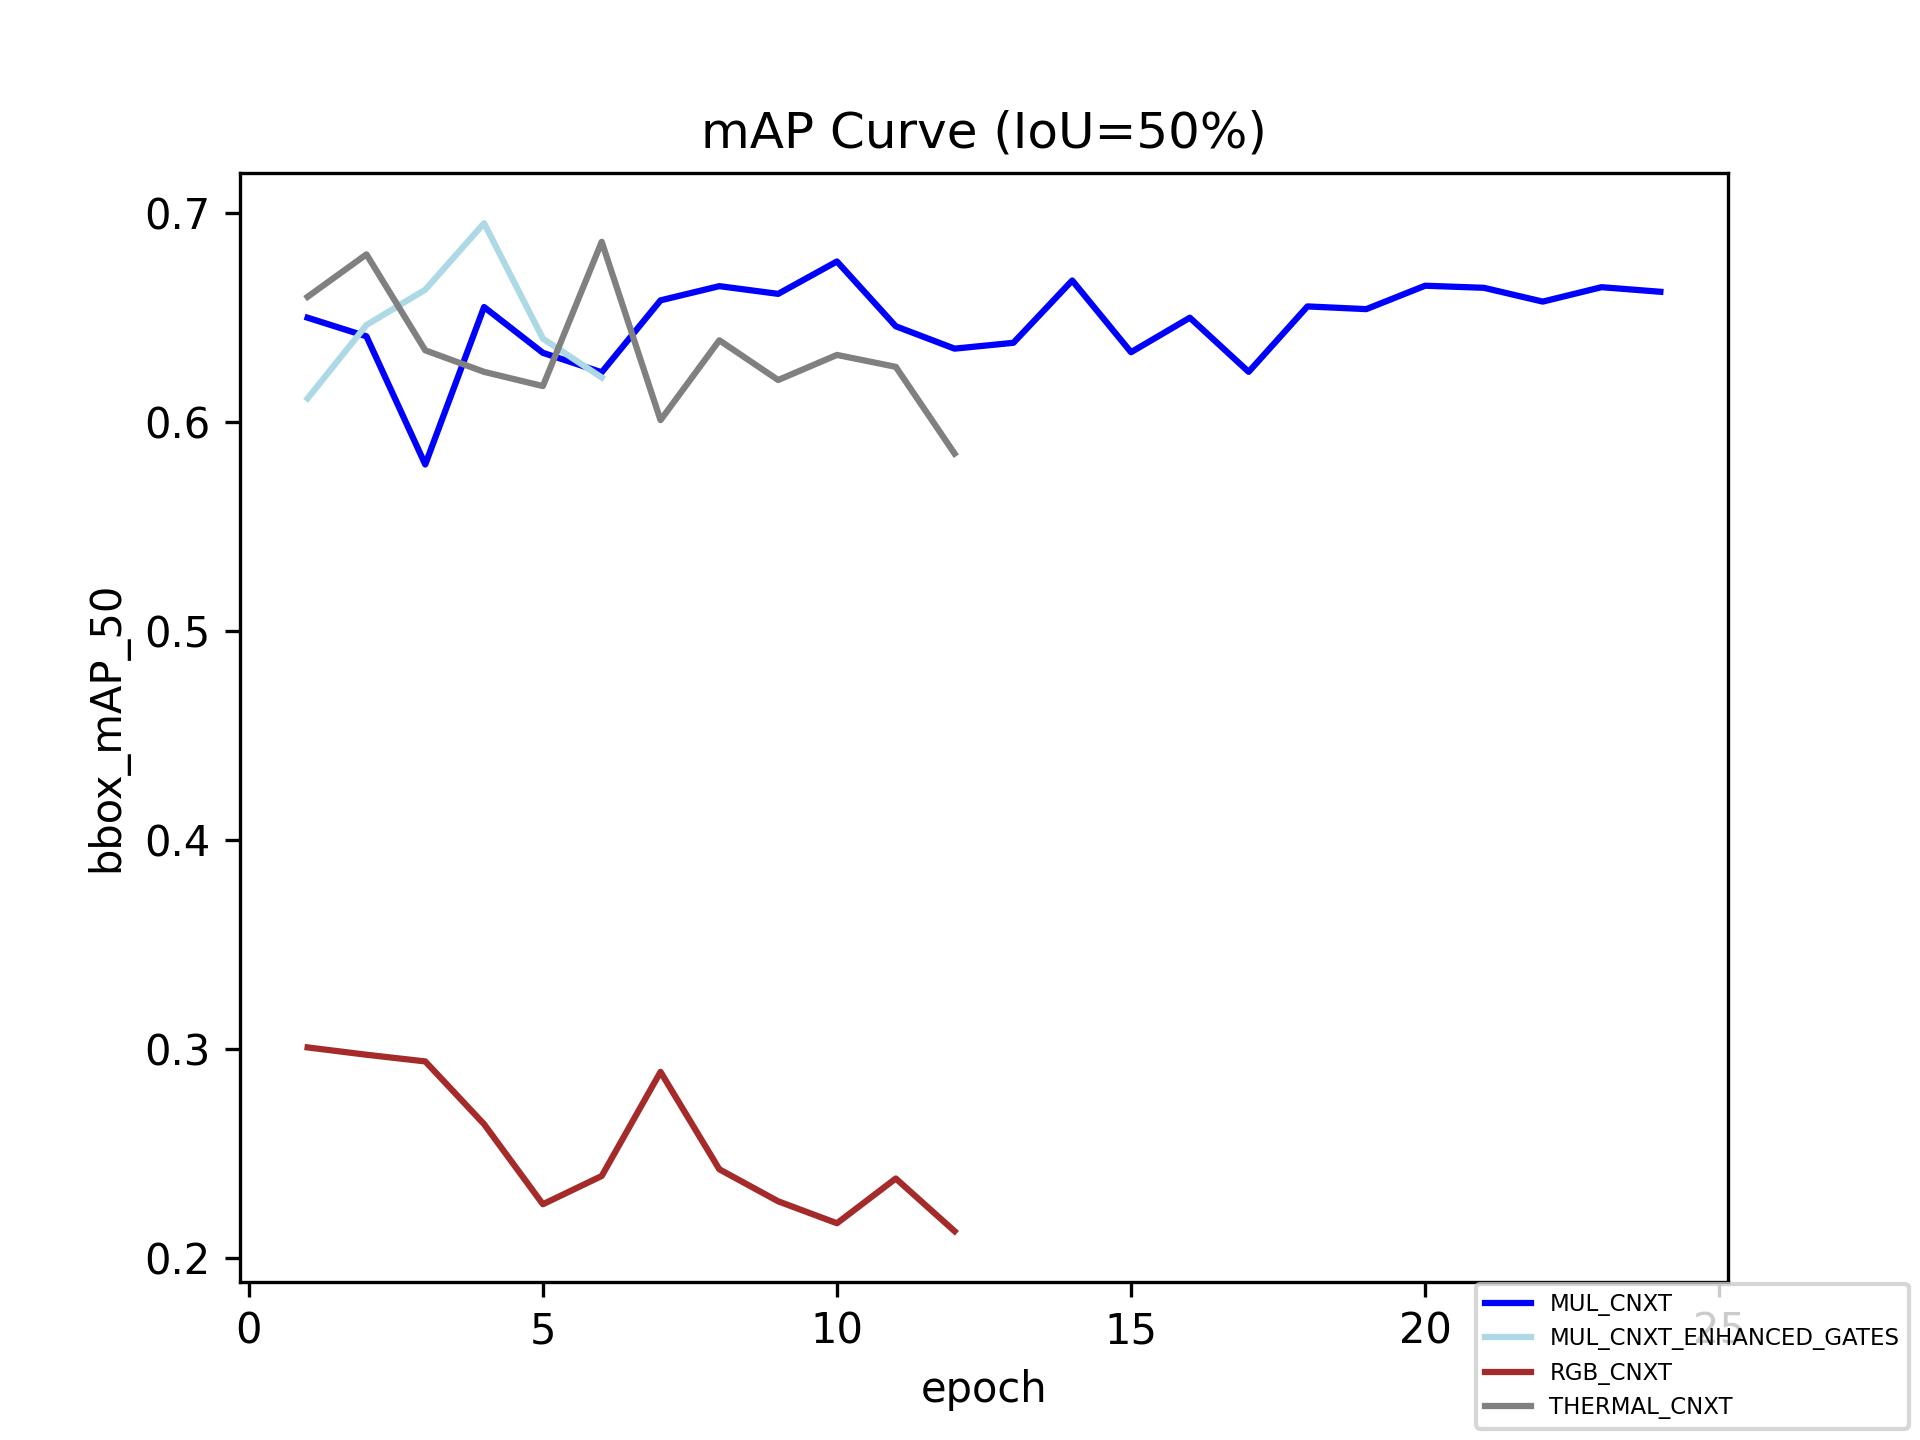 mAP Curve (IoU=50%)
bbox_mAP_50
0.7
0.6
0.5
0.4
0.3
0.2
0 5 10 15 20 25
epoch
MUL_CNXT
MUL_CNXT_ENHANCED_GATES
RGB_CNXT
THERMAL_CNXT